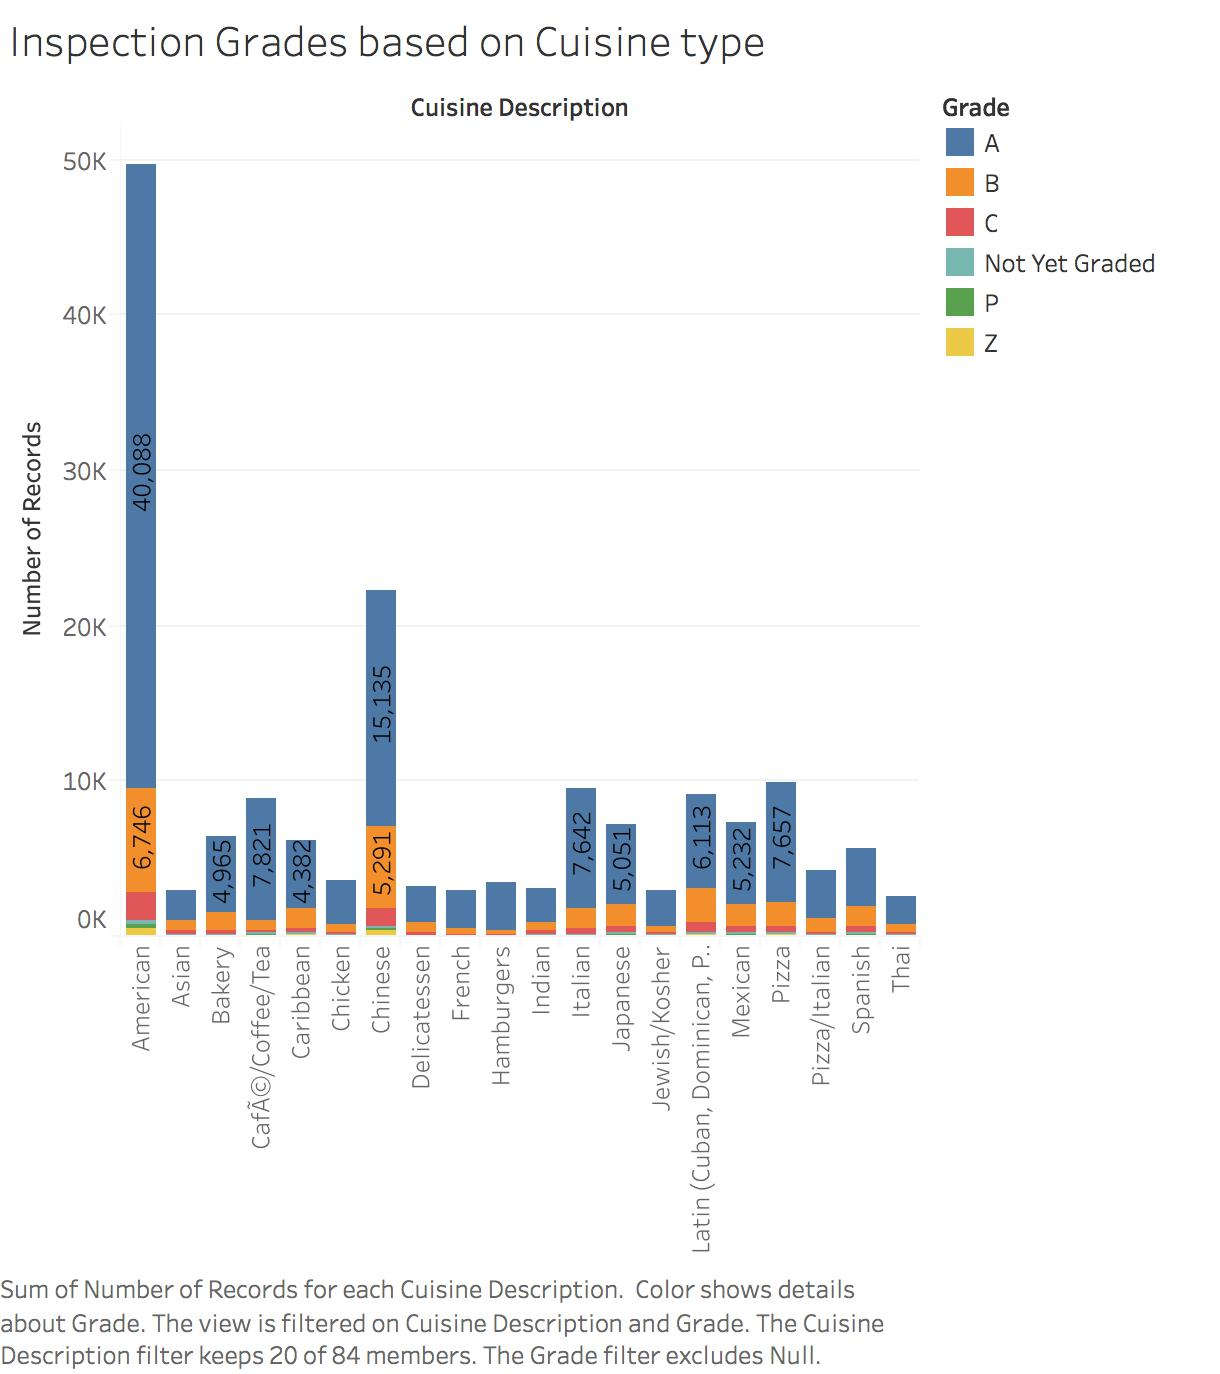 Inspection Grades based on Cuisine type
Cuisine Description
Grade
A
B
C
Not Yet Graded
P
Z
Number of Records
50K
40K
30K
20K
10K
0K
40,088
6,746
4,965
7,821
4,382
15,135
5,291
7,642
5,051
6,113
5,232
7,657
American
Asian
Bakery
CafÃ©/Coffee/Tea
Caribbean
Chicken
Chinese
Delicatessen
French
Hamburgers
Indian
Italian
Japanese
Jewish/Kosher
Latin (Cuban, Dominican, P..
Mexican
Pizza
Pizza/Italian
Spanish
Thai
Sum of Number of Records for each Cuisine Description.  Color shows details
about Grade. The view is filtered on Cuisine Description and Grade. The Cuisine
Description filter keeps 20 of 84 members. The Grade filter excludes Null.